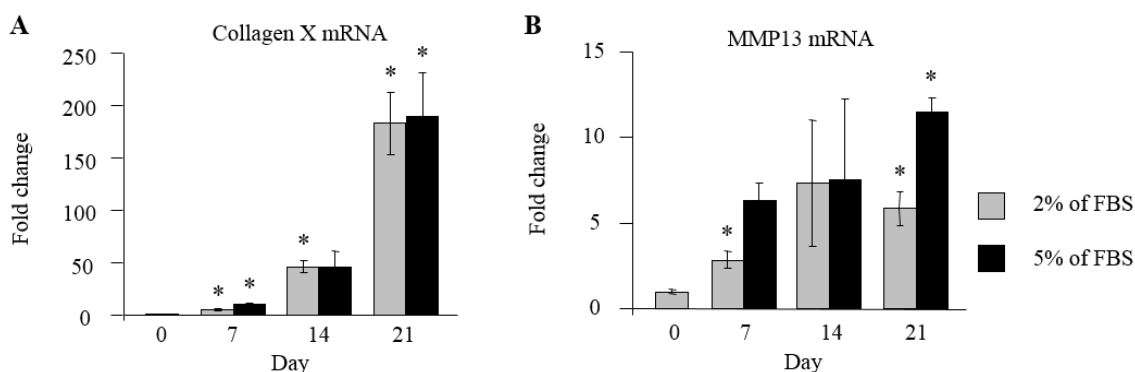 A
Collagen X mRNA
Fold change
250
200
150
100
50
0
* * * * *
0 7 14 21
Day
B
MMP13 mRNA
Fold change
15
10
5
0
* * *
0 7 14 21
Day
2% of FBS
5% of FBS